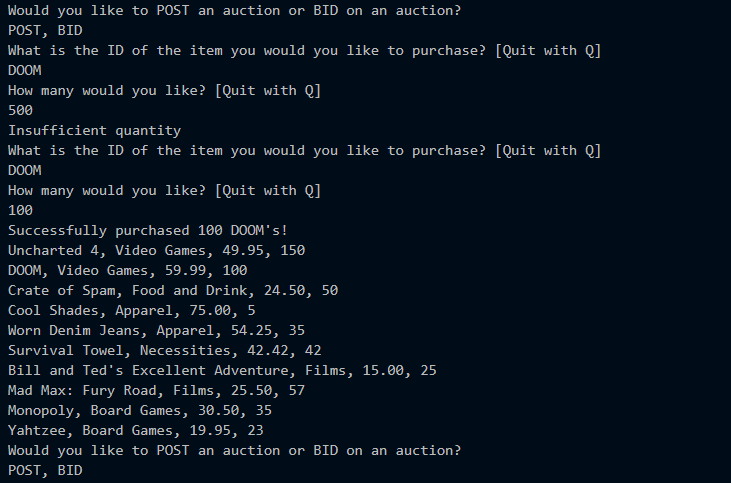 Would you like to POST an auction or BID on an auction?
POST, BID
What is the ID of the item you would you like to purchase? [Quit with Q]
DOOM
How many would you like? [Quit with Q]
500
Insufficient quantity
What is the ID of the item you would you like to purchase? [Quit with Q]
DOOM
How many would you like? [Quit with Q]
100
Successfully purchased 100 DOOM's!
Uncharted 4, Video Games, 49.95, 150
DOOM, Video Games, 59.99, 100
Crate of Spam, Food and Drink, 24.50, 50
Cool Shades, Apparel, 75.00, 5
Worn Denim Jeans, Apparel, 54.25, 35
Survival Towel, Necessities, 42.42, 42
Bill and Ted's Excellent Adventure, Films, 15.00, 25
Mad Max: Fury Road, Films, 25.50, 57
Monopoly, Board Games, 30.50, 35
Yahtzee, Board Games, 19.95, 23
Would you like to POST an auction or BID on an auction?
POST, BID